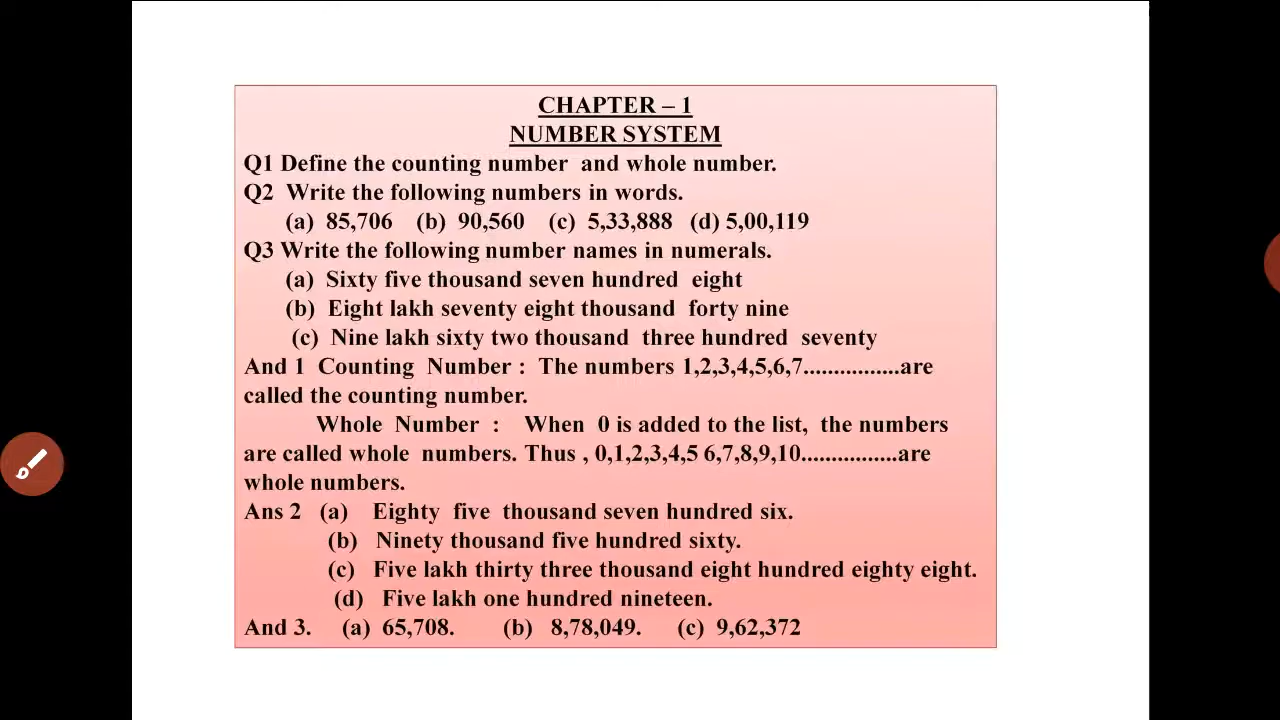 CHAPTER – 1
NUMBER SYSTEM
Q1 Define the counting number and whole number.
Q2 Write the following numbers in words.
(a) 85,706 (b) 90,560 (c) 5,33,888 (d) 5,00,119
Q3 Write the following number names in numerals.
(a) Sixty five thousand seven hundred eight
(b) Eight lakh seventy eight thousand forty nine
(c) Nine lakh sixty two thousand three hundred seventy
And 1 Counting Number : The numbers 1,2,3,4,5,6,7................are
called the counting number.
Whole Number : When 0 is added to the list, the numbers
are called whole numbers. Thus , 0,1,2,3,4,5 6,7,8,9,10................are
whole numbers.
Ans 2 (a) Eighty five thousand seven hundred six.
(b) Ninety thousand five hundred sixty.
(c) Five lakh thirty three thousand eight hundred eighty eight.
(d) Five lakh one hundred nineteen.
And 3. (a) 65,708. (b) 8,78,049. (c) 9,62,372